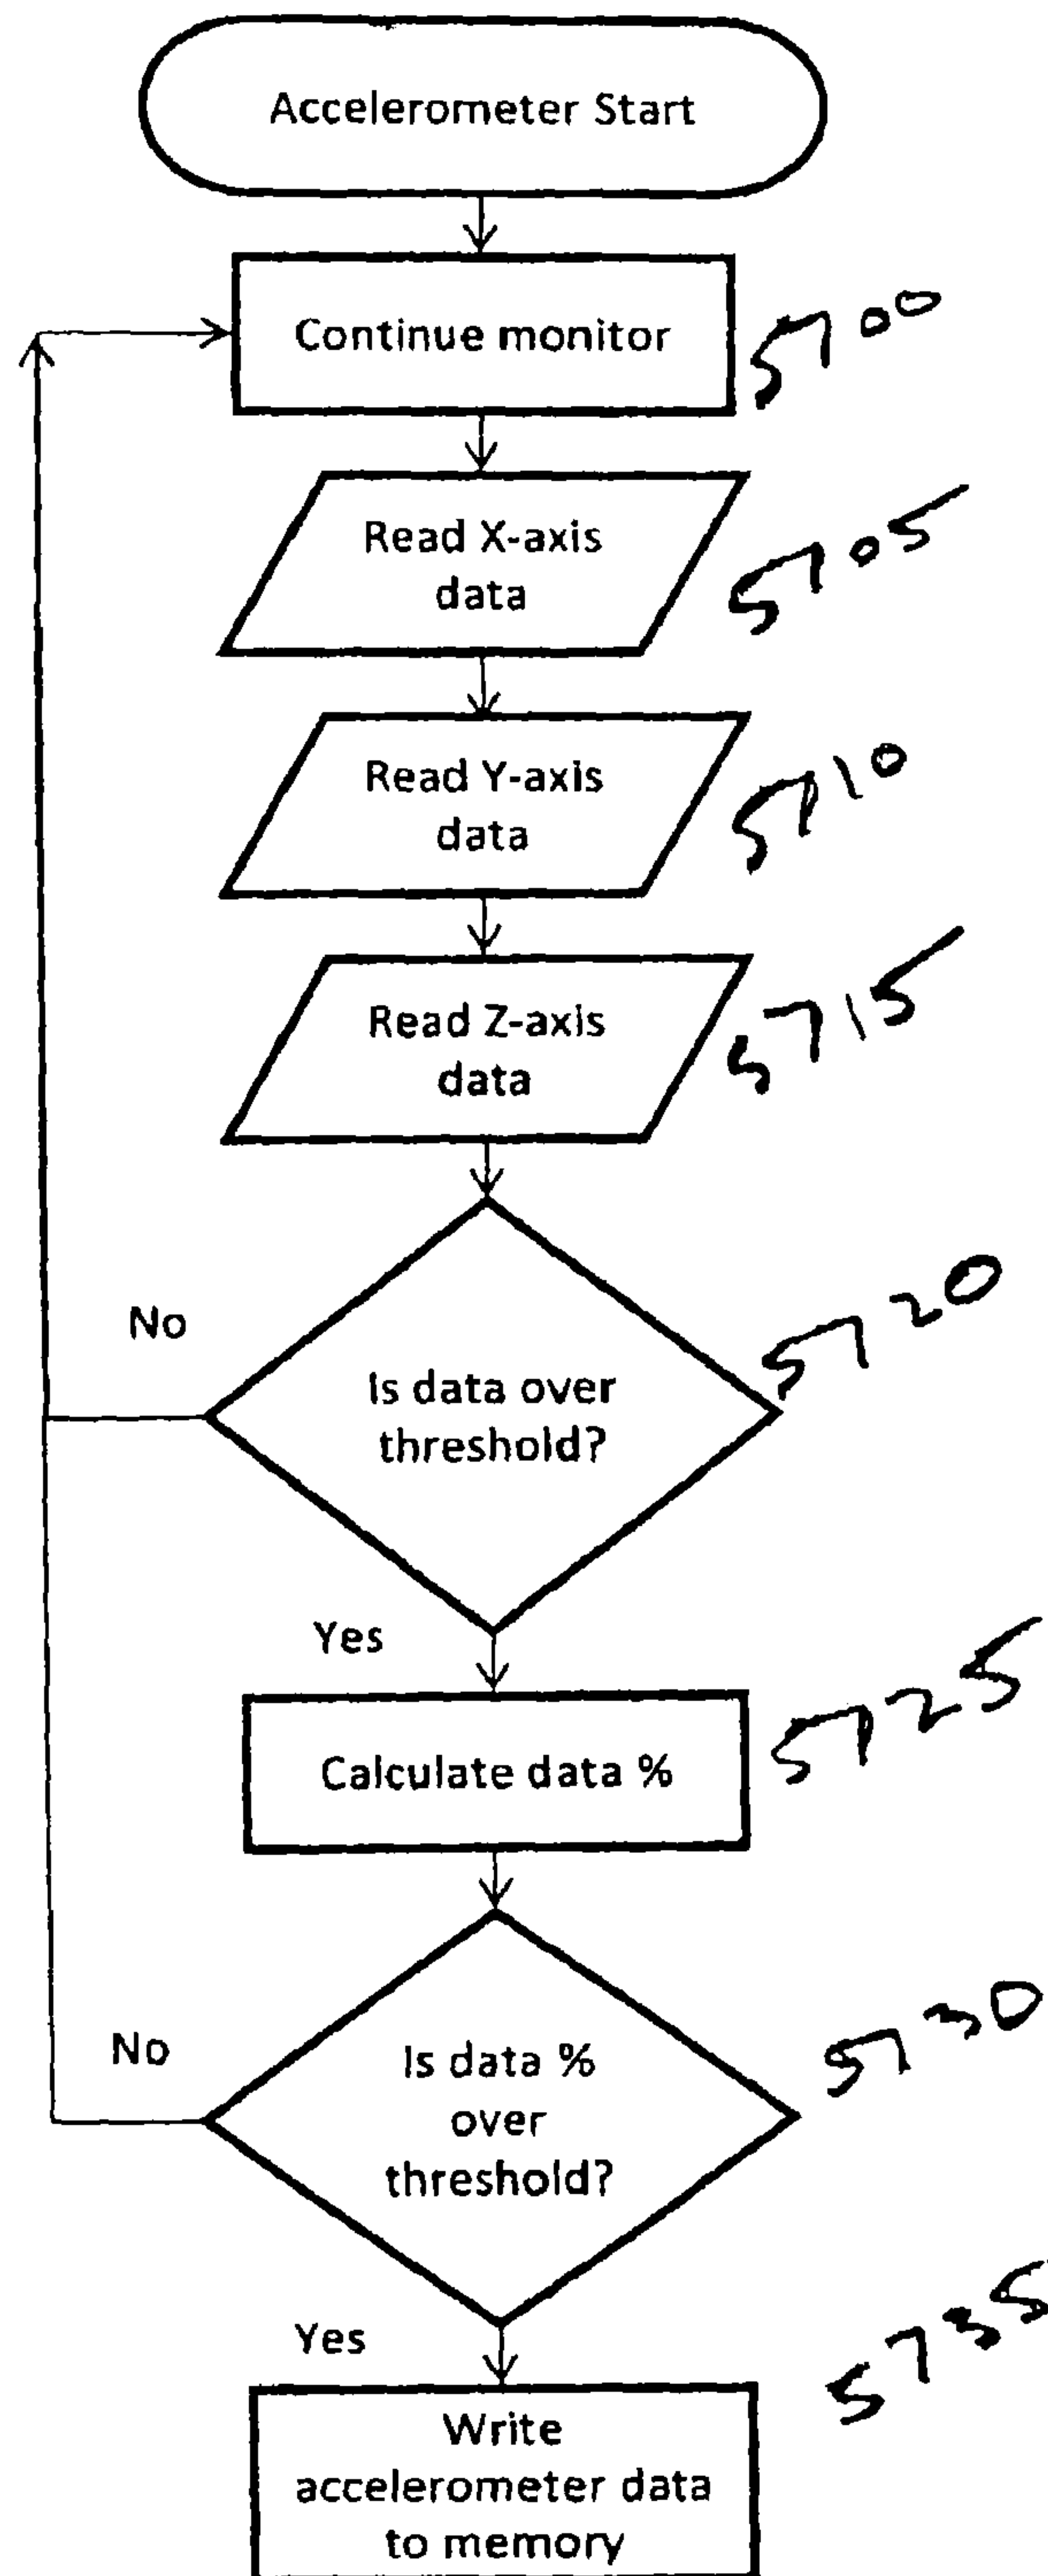 Accelerometer Start
Continue monitor
5700
Read X-axis
data
5705
Read Y-axis
data
5710
Read Z-axis
data
5715
No
Is data over
threshold?
5720
Yes
Calculate data %
5725
No
Is data %
over
threshold?
5730
Yes
Write
accelerometer data
to memory
5735